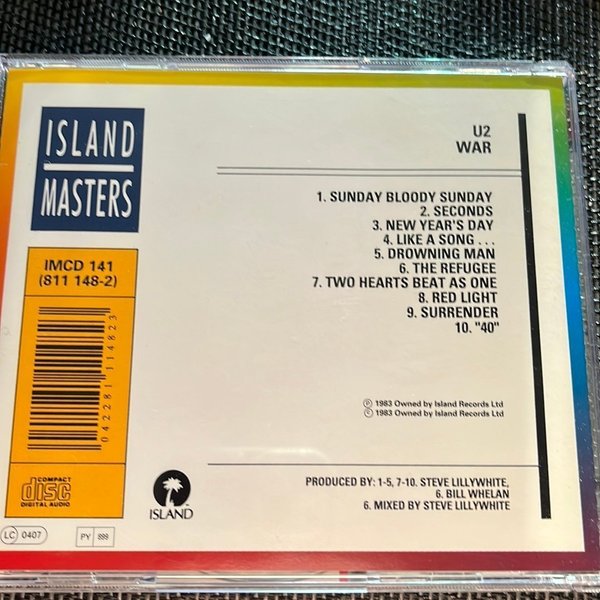 ISLAND
MASTERS
IMCD 141
(811 148-2)
042281114823
COMPACT
disc
DIGITAL AUDIO
LC 0407
PY 899
U2
WAR
1. SUNDAY BLOODY SUNDAY
2. SECONDS
3. NEW YEAR'S DAY
4. LIKE A SONG . . .
5. DROWNING MAN
6. THE REFUGEE
7. TWO HEARTS BEAT AS ONE
8. RED LIGHT
9. SURRENDER
10. "40"
℗ 1983 Owned by Island Records Ltd
© 1983 Owned by Island Records Ltd
ISLAND
PRODUCED BY: 1-5, 7-10. STEVE LILLYWHITE,
6. BILL WHELAN
6. MIXED BY STEVE LILLYWHITE